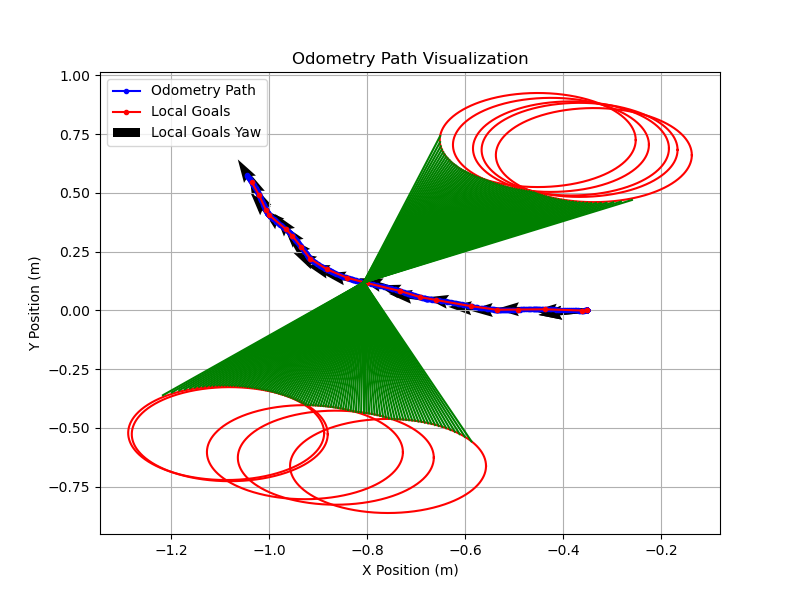 Odometry Path Visualization
Odometry Path
Local Goals
Local Goals Yaw
Y Position (m)
1.00
0.75
0.50
0.25
0.00
−0.25
−0.50
−0.75
−1.2 −1.0 −0.8 −0.6 −0.4 −0.2
X Position (m)